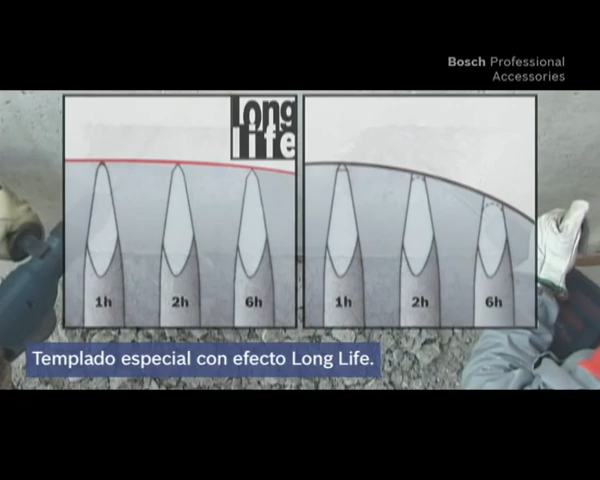 Bosch Professional
Accessories
Long
life
1h 2h 6h
1h 2h 6h
Templado especial con efecto Long Life.